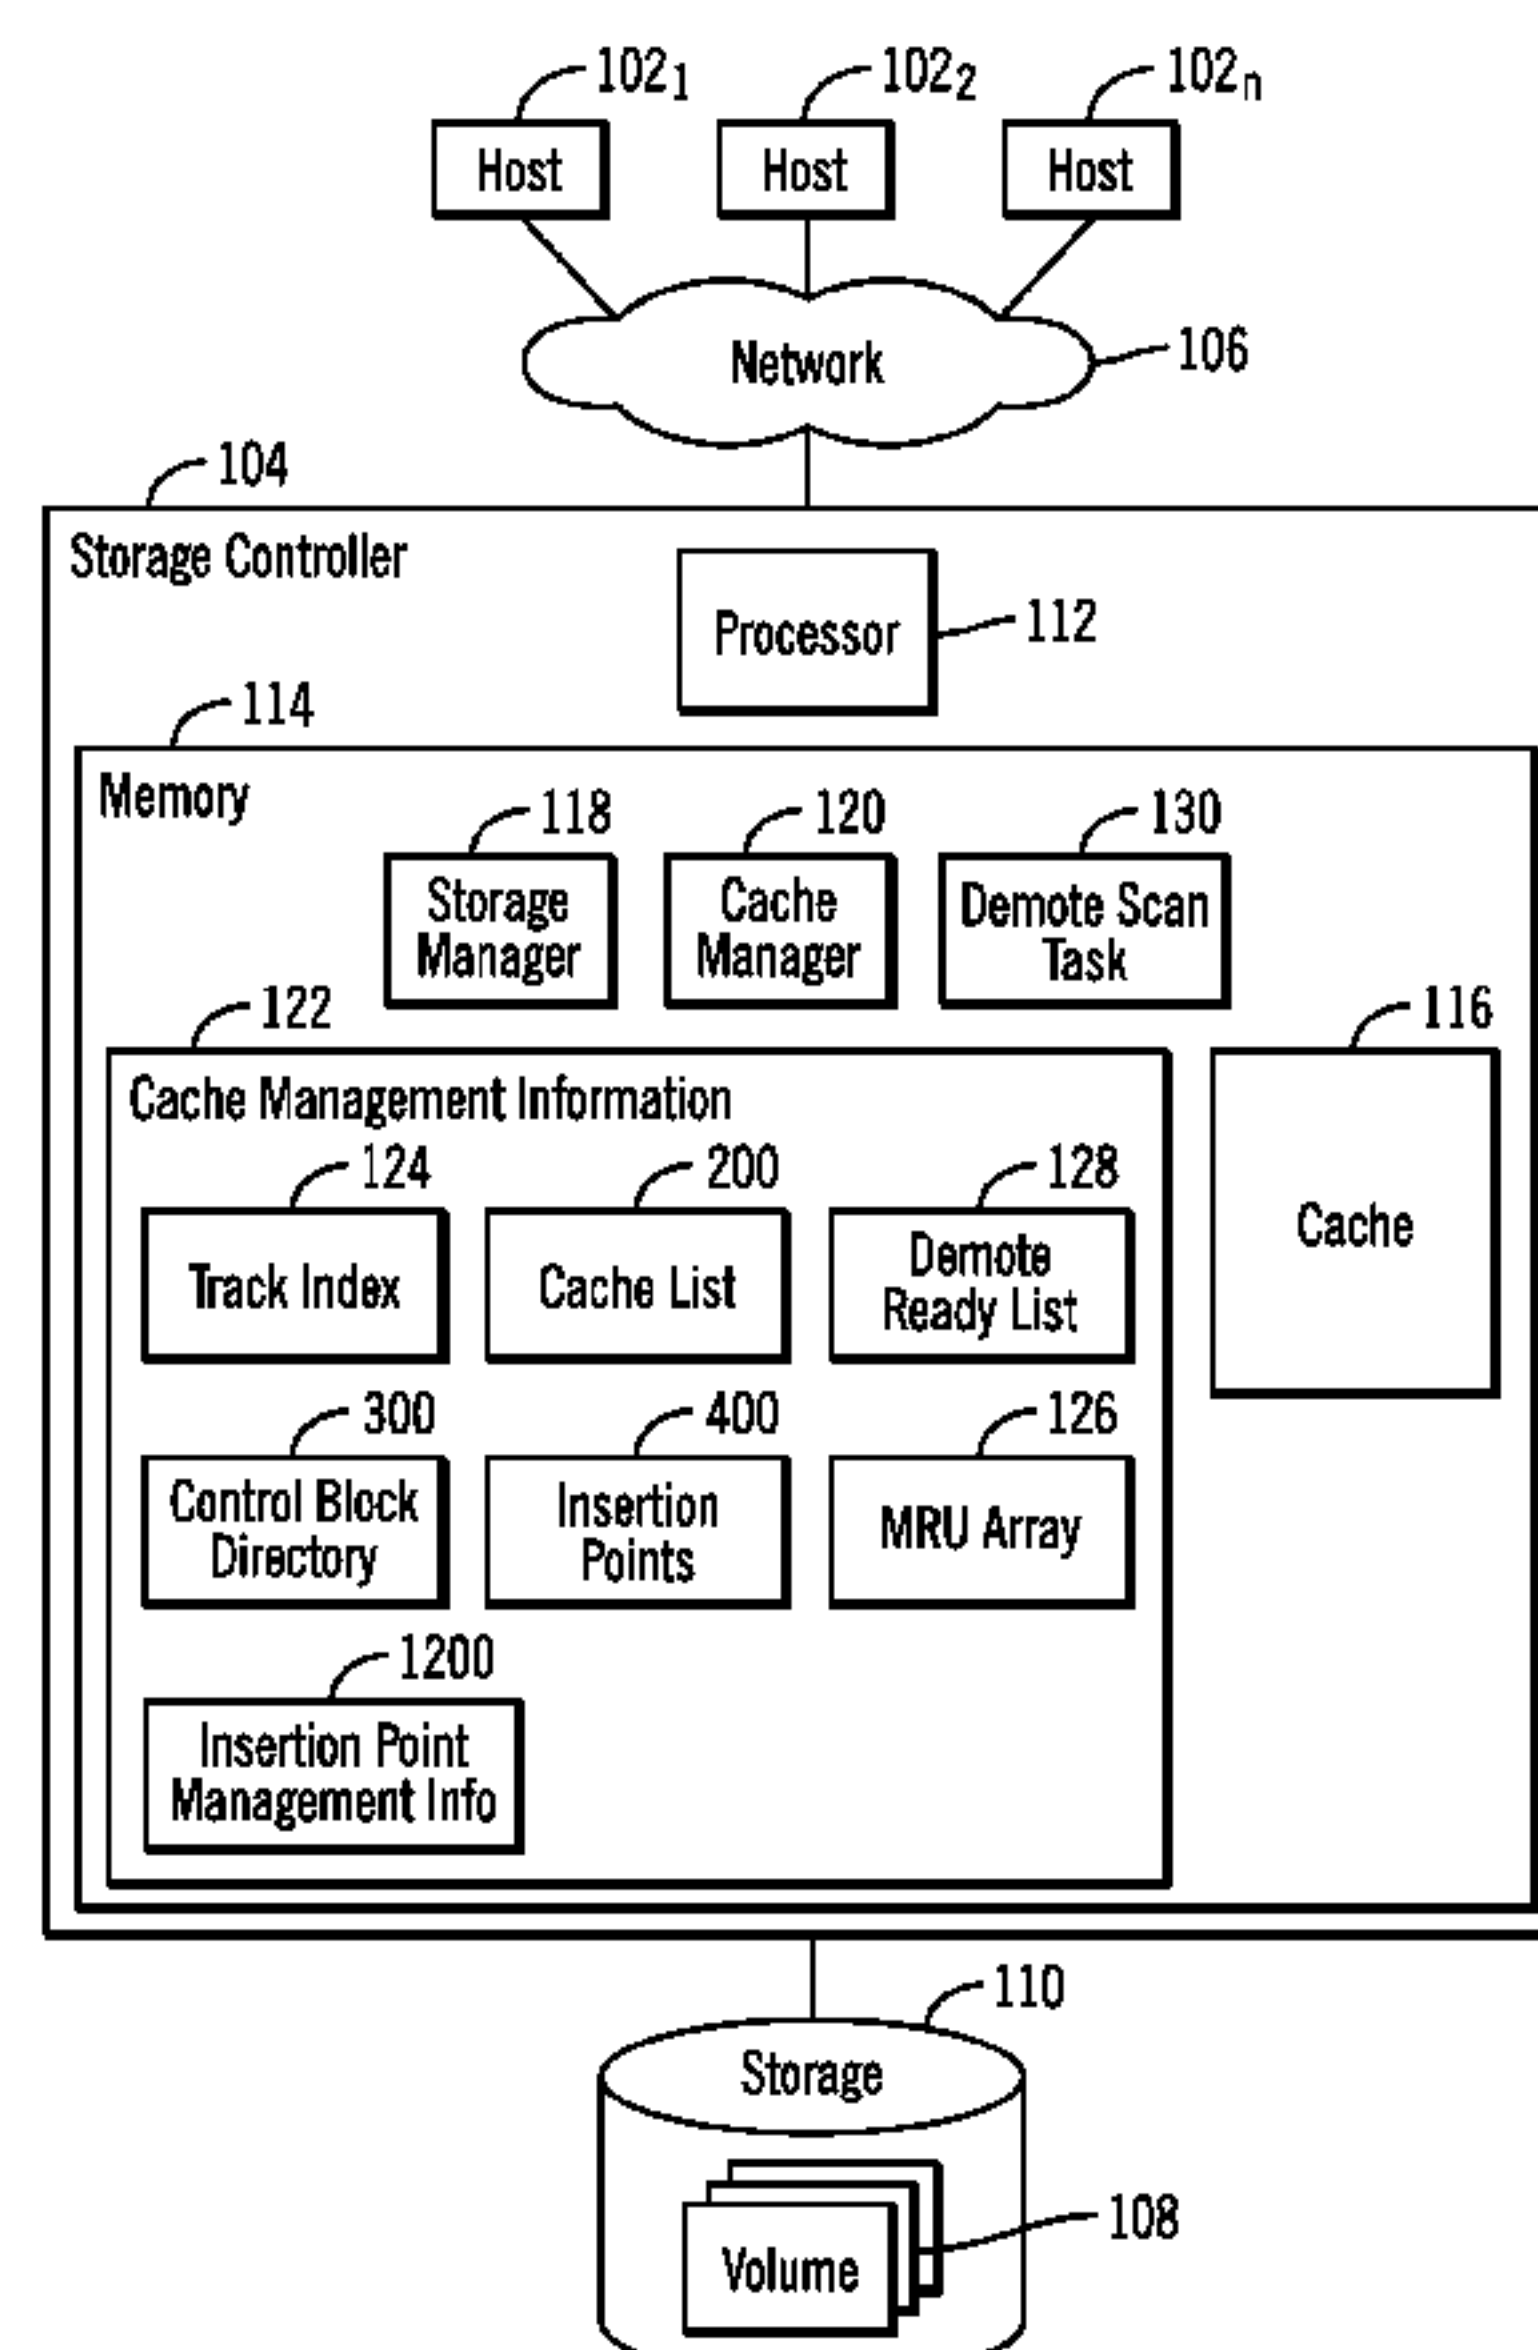 102₁ 102₂ 102ₙ
Host Host Host
Network
106
104
Storage Controller
Processor
112
114
Memory
118 120 130
Storage Manager
Cache Manager
Demote Scan Task
122
116
Cache Management Information
Cache
124 200 128
Track Index
Cache List
Demote Ready List
300 400 126
Control Block Directory
Insertion Points
MRU Array
1200
Insertion Point
Management Info
110
Storage
108
Volume